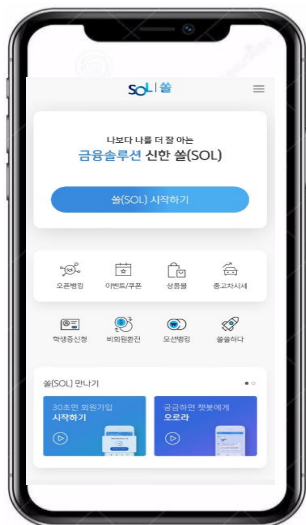 SOL 쏠
나보다 나를 더 잘 아는
금융솔루션 신한 쏠(SOL)
쏠(SOL) 시작하기
오픈뱅킹 이벤트/쿠폰 상품몰 중고차시세
학생증신청 비회원환전 모션뱅킹 쏠쏠하다
쏠(SOL) 만나기
30초면 회원가입
시작하기
궁금하면 챗봇에게
오로라